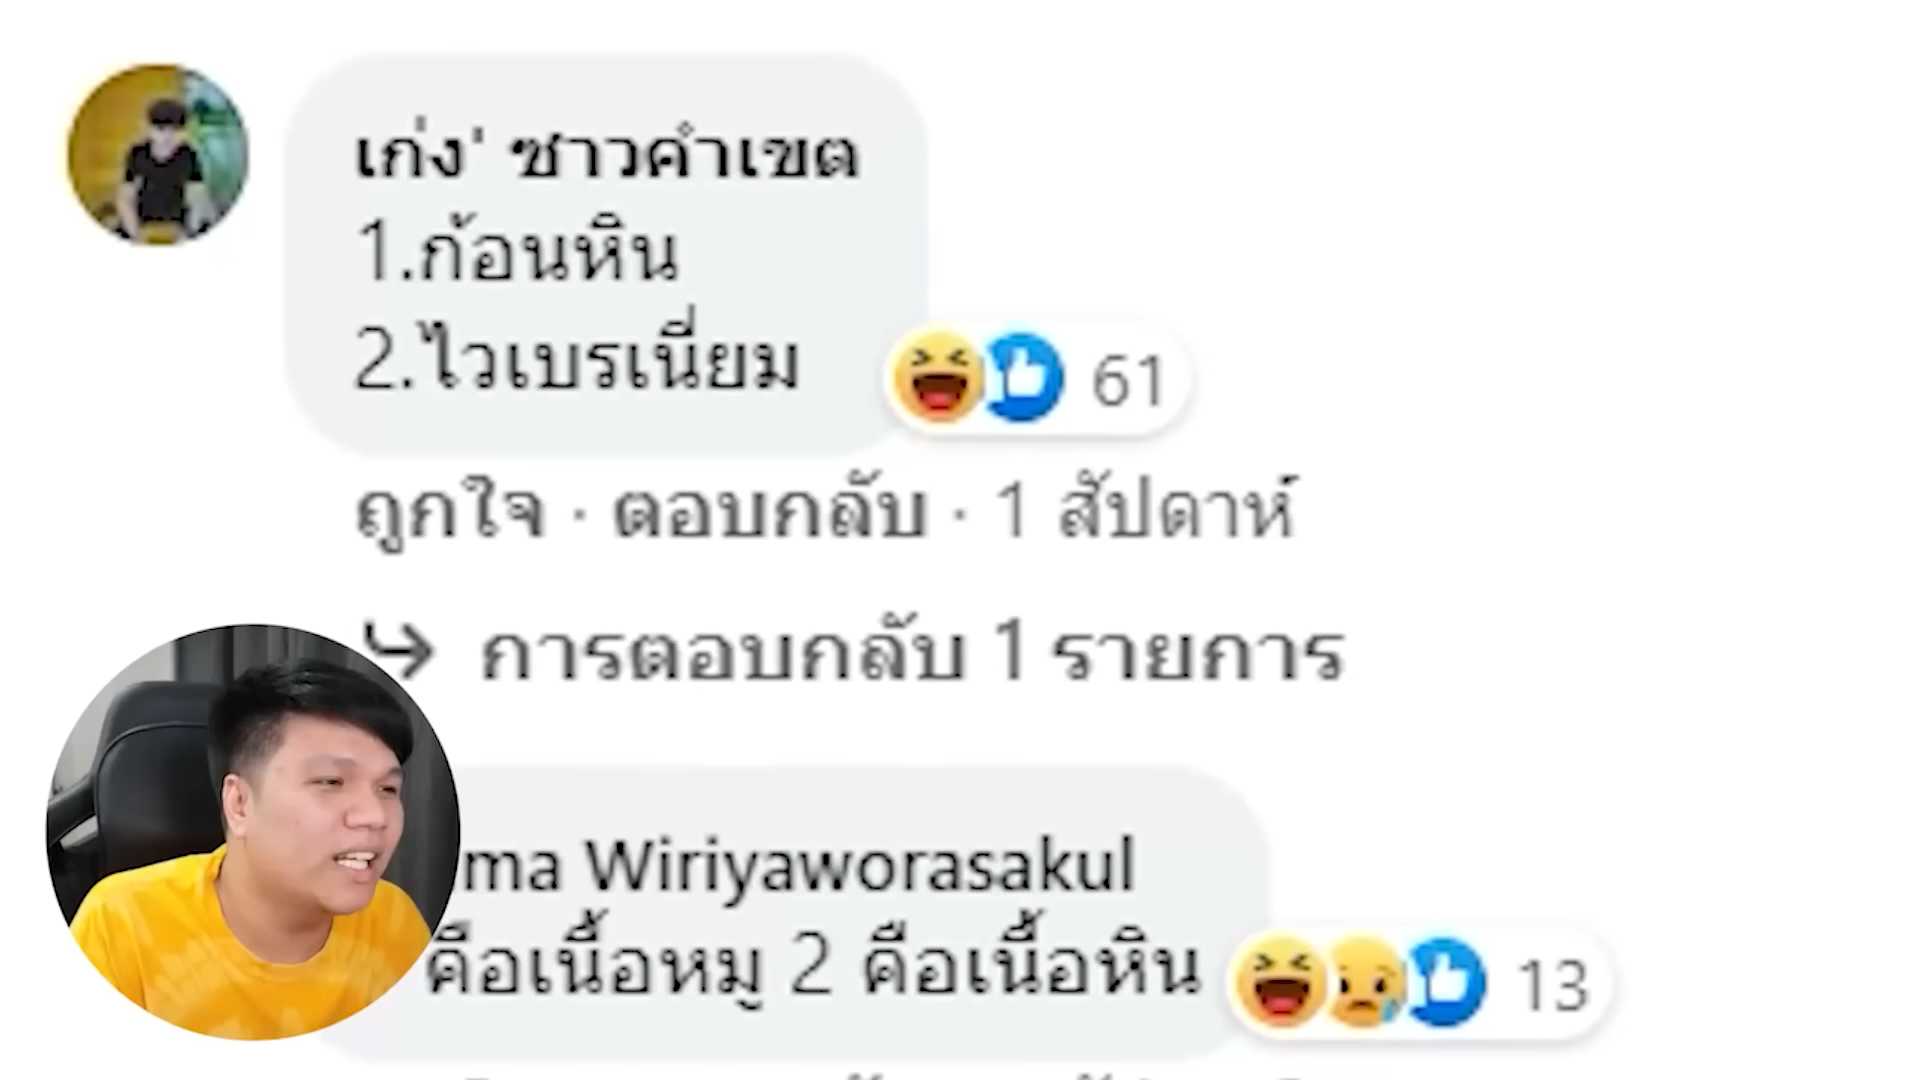 เก่ง' ซาวคำเขต
1.ก้อนหิน
2.ไวเบรเนี่ยม
61
ถูกใจ · ตอบกลับ · 1 สัปดาห์
การตอบกลับ 1 รายการ
ma Wiriyaworasakul
คือเนื้อหมู 2 คือเนื้อหิน
13